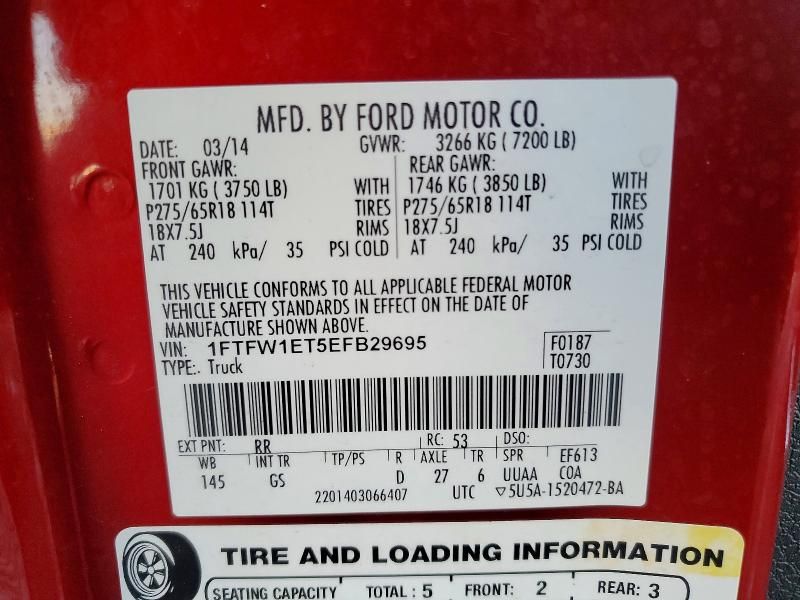 MFD. BY FORD MOTOR CO.
DATE: 03/14 GVWR: 3266 KG ( 7200 LB)
FRONT GAWR: REAR GAWR:
1701 KG ( 3750 LB) WITH 1746 KG ( 3850 LB) WITH
P275/65R18 114T TIRES P275/65R18 114T TIRES
18X7.5J RIMS 18X7.5J RIMS
AT 240 kPa/ 35 PSI COLD AT 240 kPa/ 35 PSI COLD
THIS VEHICLE CONFORMS TO ALL APPLICABLE FEDERAL MOTOR
VEHICLE SAFETY STANDARDS IN EFFECT ON THE DATE OF
MANUFACTURE SHOWN ABOVE.
VIN: 1FTFW1ET5EFB29695 F0187
TYPE: Truck T0730
EXT PNT: RR RC: 53 DSO:
WB INT TR TP/PS R AXLE TR SPR EF613
145 GS D 27 6 UUAA COA
2201403066407 UTC ▽5U5A-1520472-BA
TIRE AND LOADING INFORMATION
SEATING CAPACITY TOTAL : 5 FRONT: 2 REAR: 3